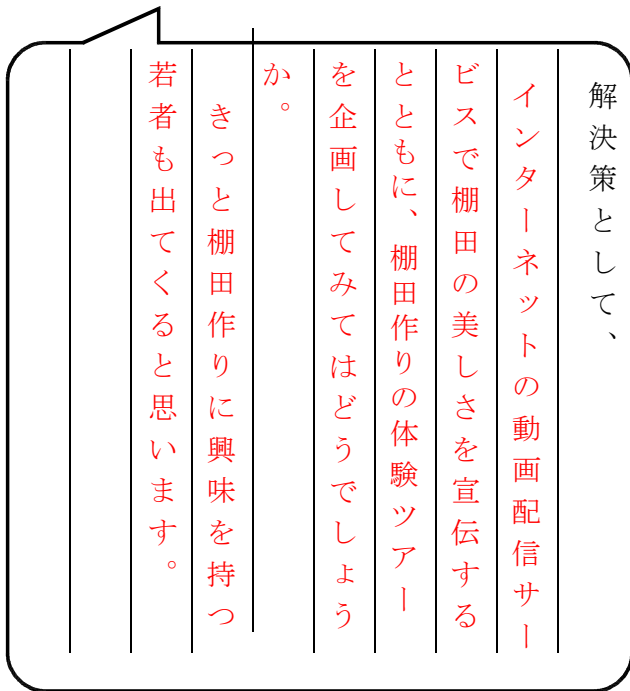 解決策として、
インターネットの動画配信サー
ビスで棚田の美しさを宣伝する
とともに、棚田作りの体験ツアー
を企画してみてはどうでしょう
か。
きっと棚田作りに興味を持つ
若者も出てくると思います。